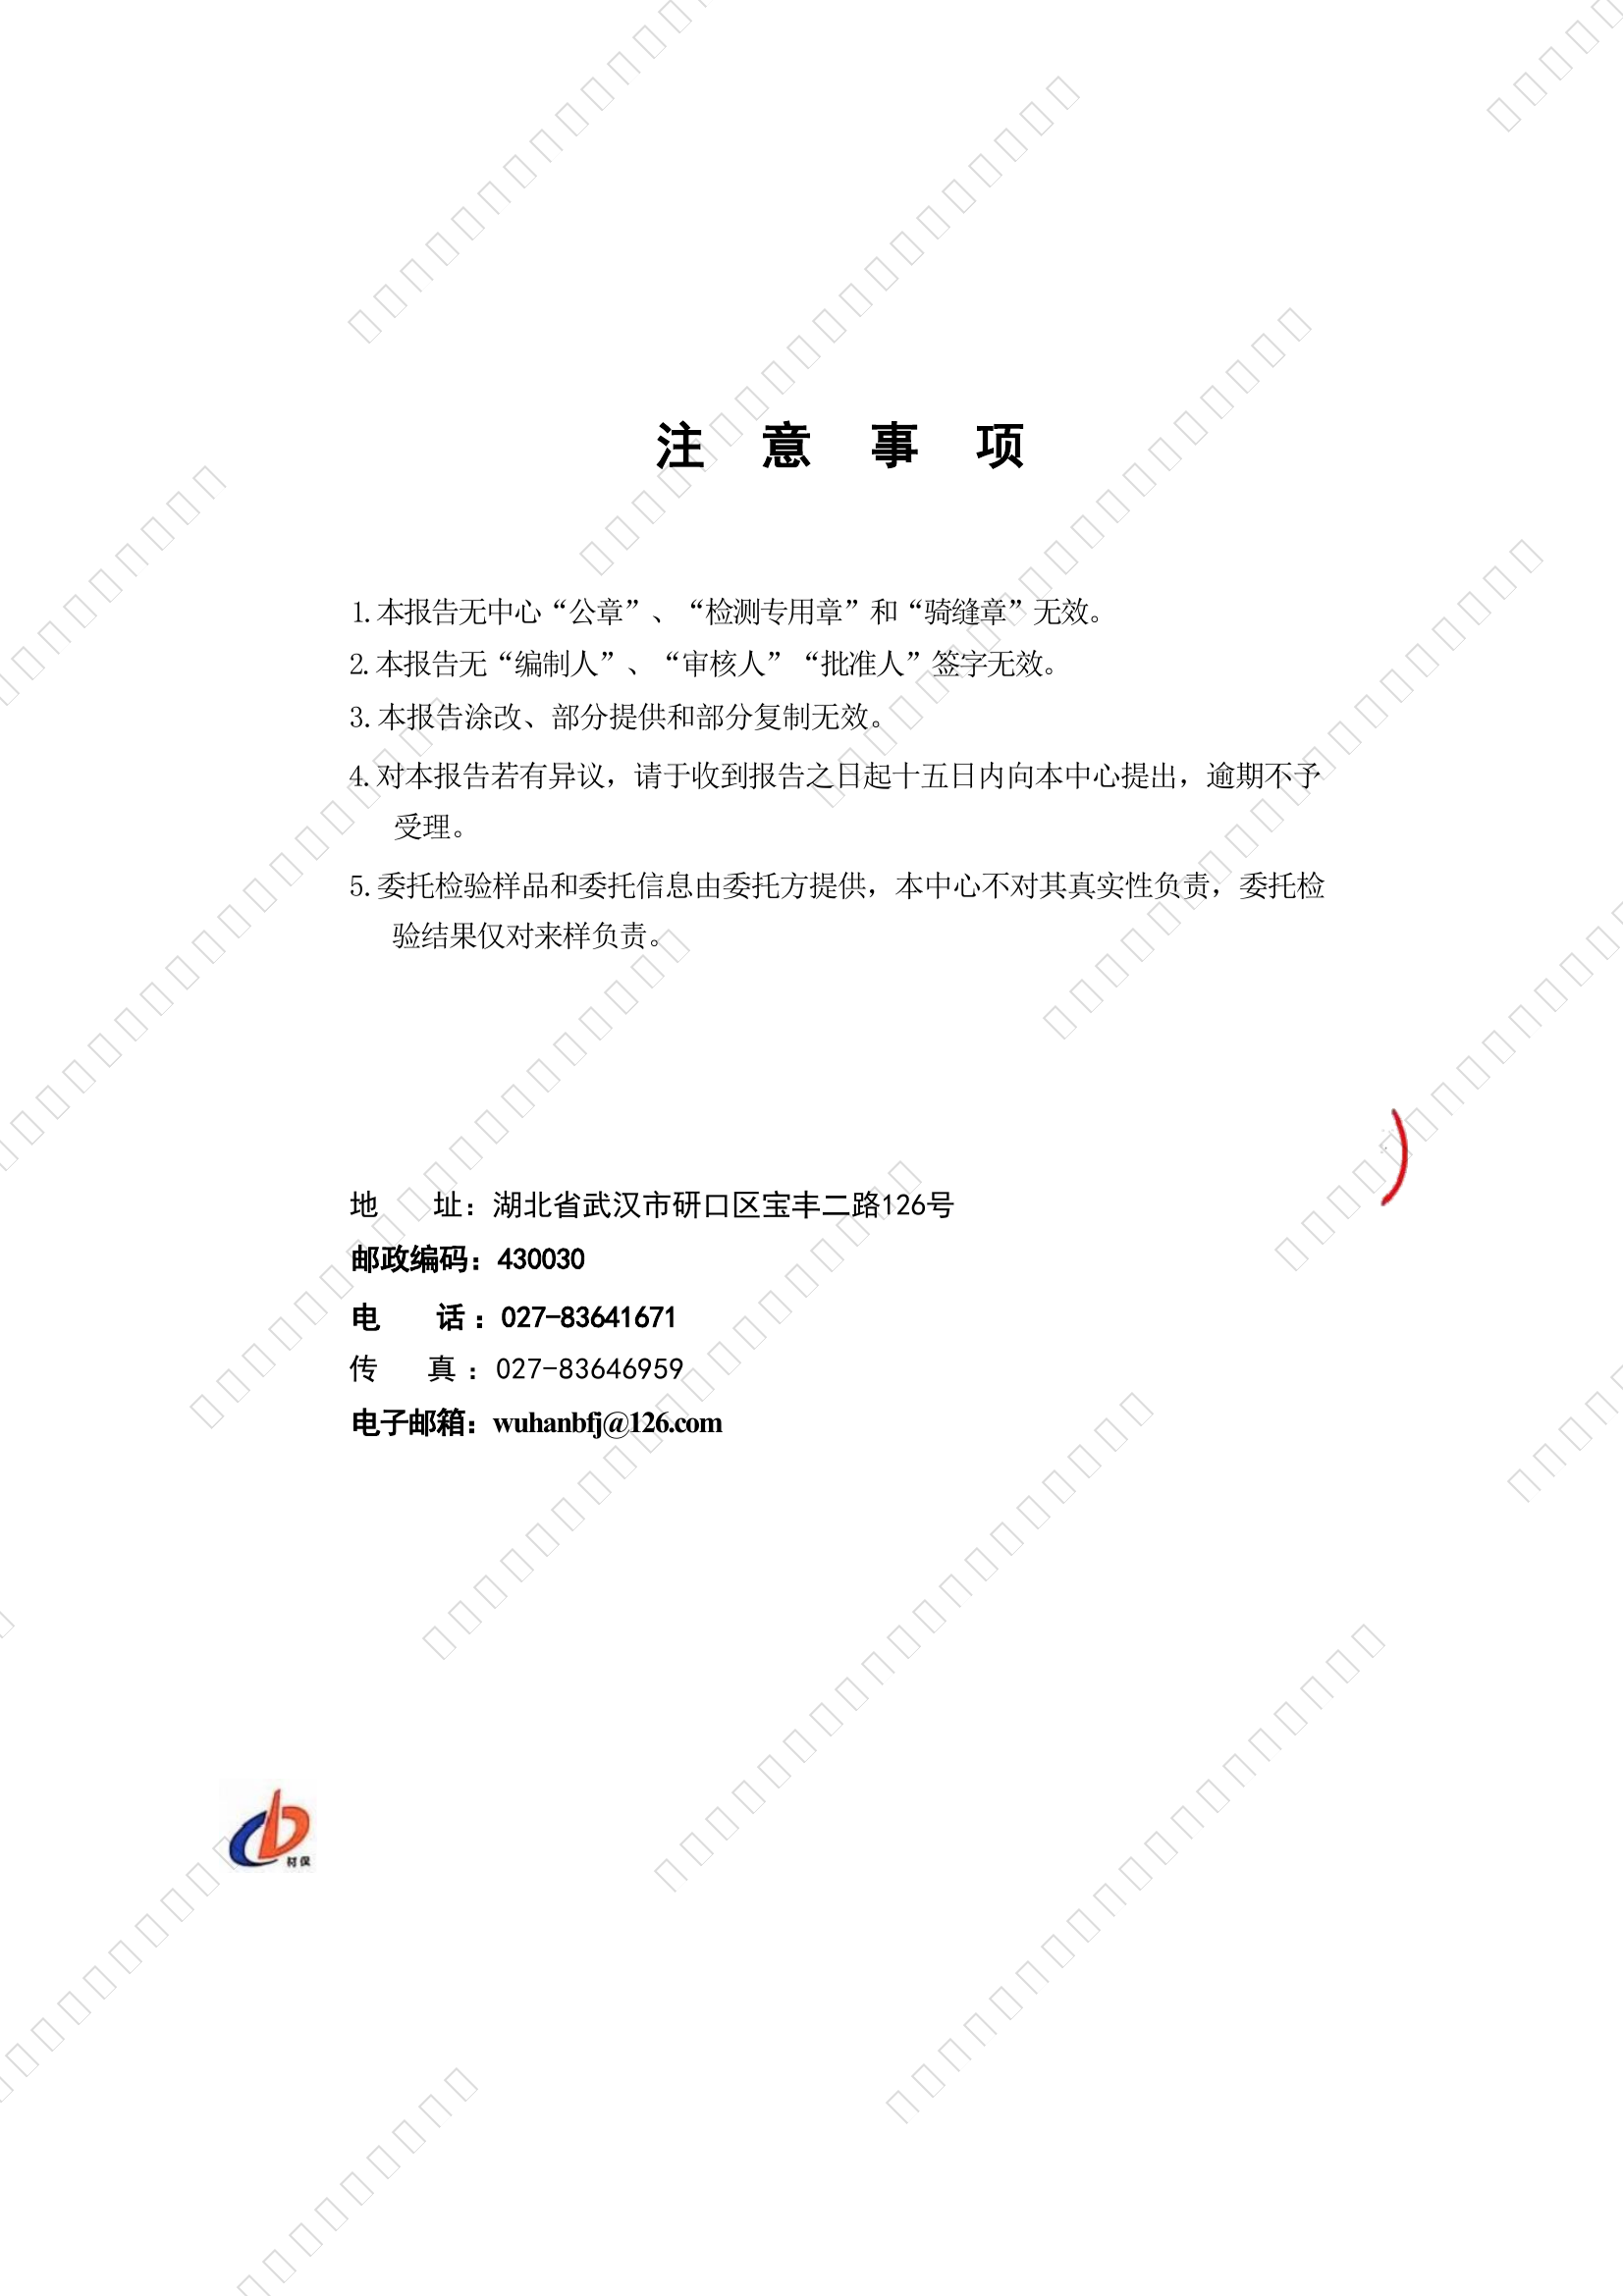 注 意 事 项
1.本报告无中心“公章”、“检测专用章”和“骑缝章”无效。
2.本报告无“编制人”、“审核人”“批准人”签字无效。
3.本报告涂改、部分提供和部分复制无效。
4.对本报告若有异议，请于收到报告之日起十五日内向本中心提出，逾期不予
受理。
5.委托检验样品和委托信息由委托方提供，本中心不对其真实性负责，委托检
验结果仅对来样负责。
地 址：湖北省武汉市研口区宝丰二路126号
邮政编码：430030
电 话：027-83641671
传 真：027-83646959
电子邮箱：wuhanbfj@126.com
材保